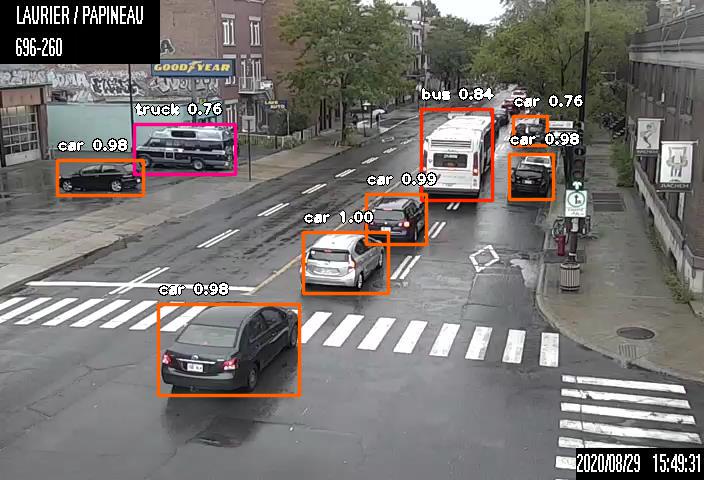 LAURIER / PAPINEAU
696-260
GOODYEAR
truck 0.76
bus 0.84
car 0.76
car 0.98
car 0.98
car 0.99
car 1.00
car 0.98
2020/08/29 15:49:31